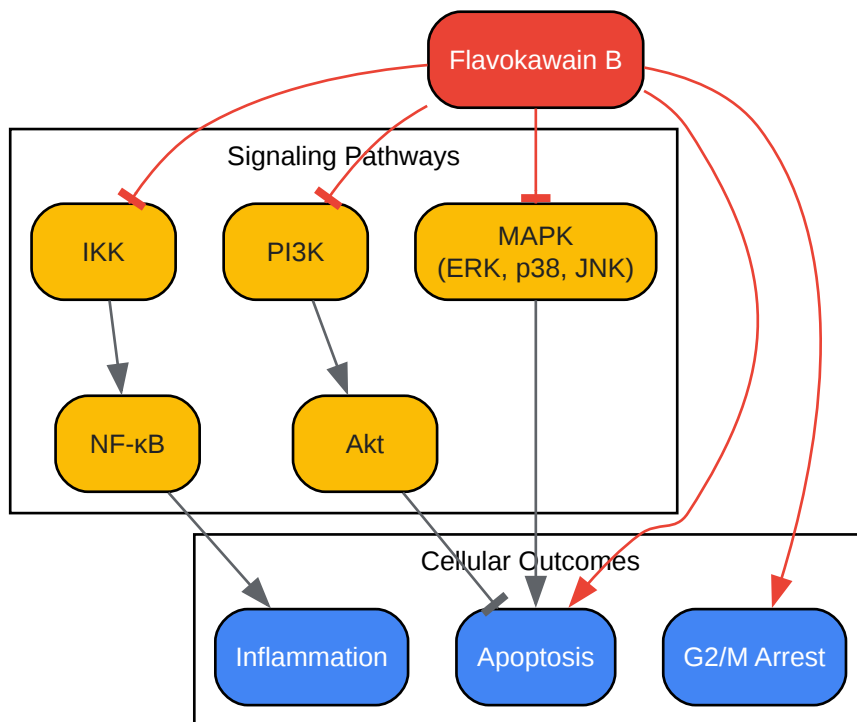 Flavokawain B
Signaling Pathways
IKK
PI3K
MAPK
(ERK, p38, JNK)
NF-κB
Akt
Cellular Outcomes
Inflammation
Apoptosis
G2/M Arrest